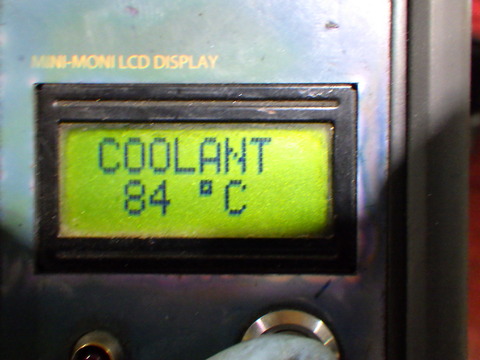 MINI-MONI LCD DISPLAY
COOLANT
84 °C